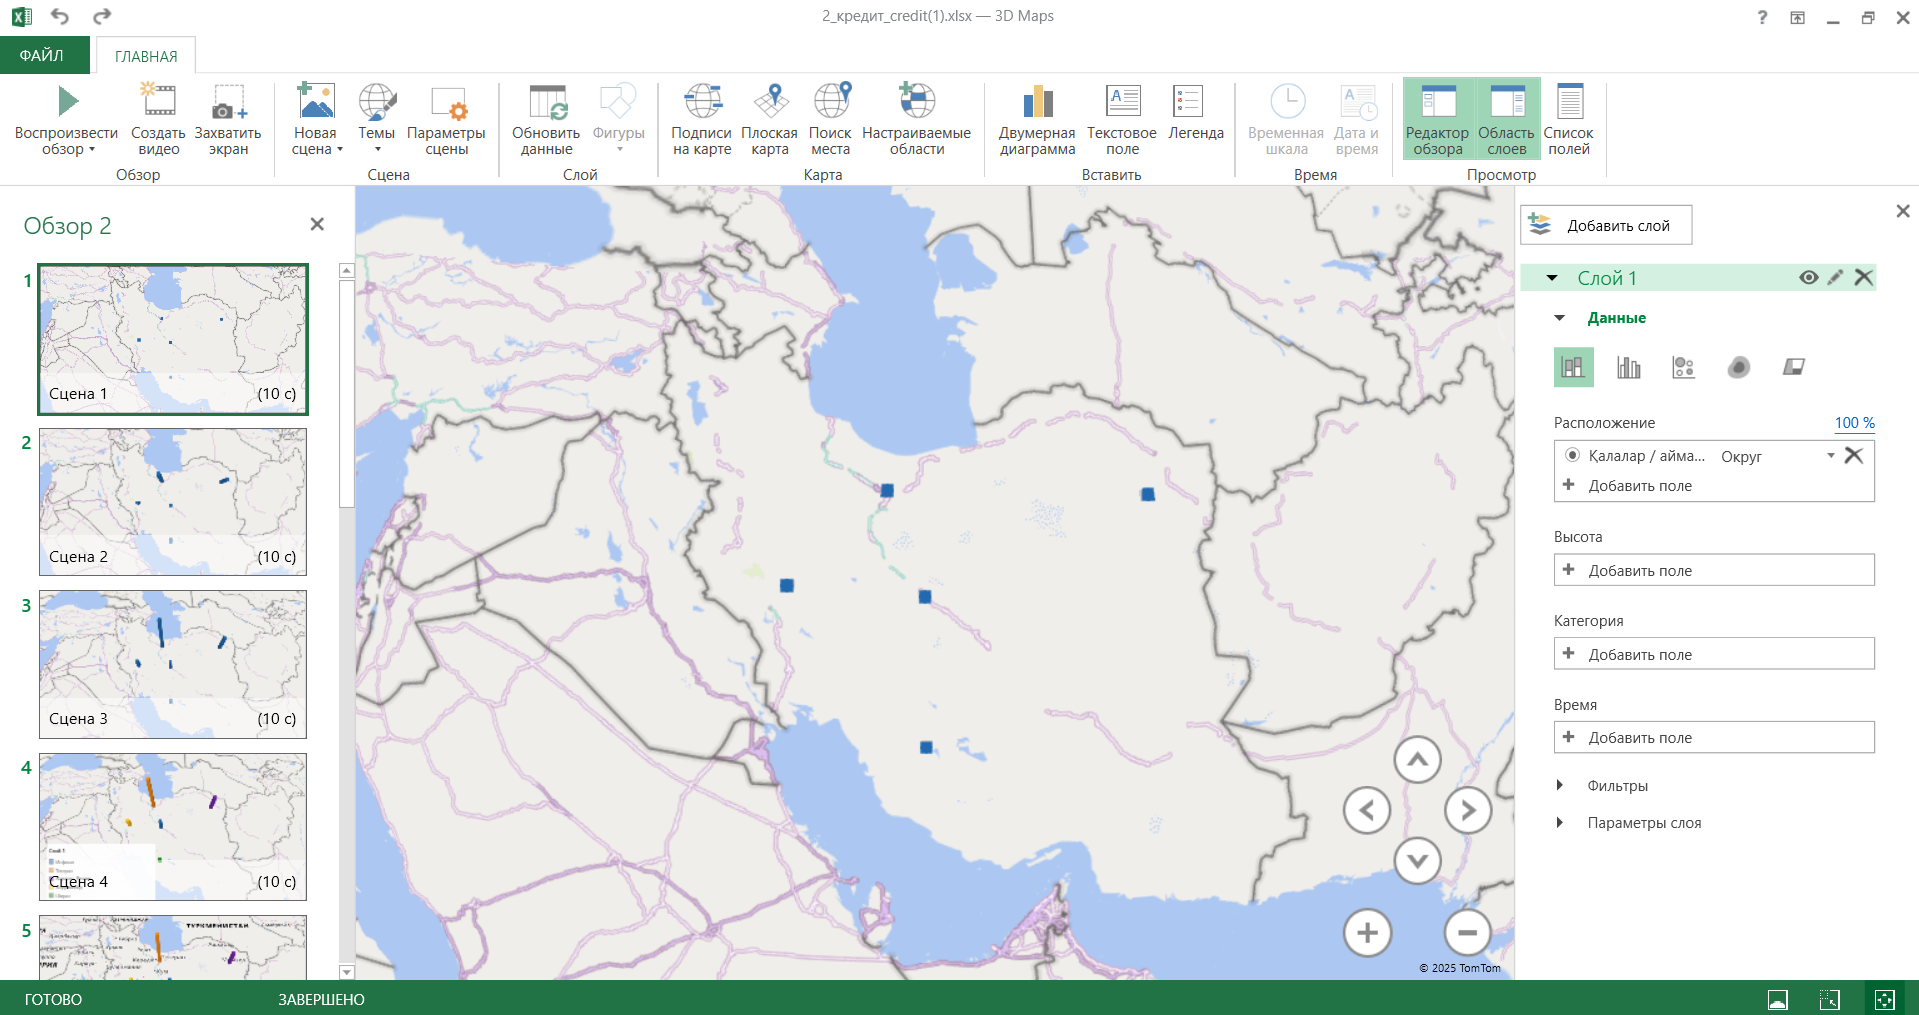 2_кредит_credit(1).xlsx — 3D Maps
ФАЙЛ
ГЛАВНАЯ
Воспроизвести обзор
Создать видео
Захватить экран
Обзор
Новая сцена
Темы
Параметры сцены
Сцена
Обновить данные
Фигуры
Слой
Подписи на карте
Плоская карта
Поиск места
Настраиваемые области
Карта
Двумерная диаграмма
Текстовое поле
Легенда
Вставить
Временная шкала
Дата и время
Время
Редактор обзора
Область слоев
Список полей
Просмотр
Обзор 2
1
Сцена 1 (10 с)
2
Сцена 2 (10 с)
3
Сцена 3 (10 с)
4
Слой 1
Сцена 4 (10 с)
5
ТУРКМЕНИСТАН
© 2025 TomTom
Добавить слой
Слой 1
Данные
Расположение 100 %
Қалалар / айма... Округ
Добавить поле
Высота
Добавить поле
Категория
Добавить поле
Время
Добавить поле
Фильтры
Параметры слоя
ГОТОВО
ЗАВЕРШЕНО